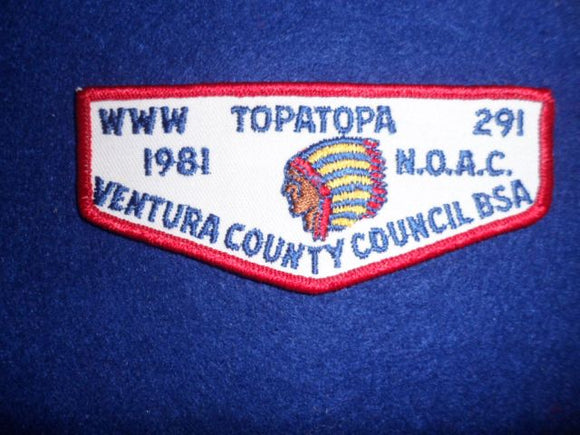 WWW TOPATOPA 291
1981 N.O.A.C.
VENTURA COUNTY COUNCIL BSA